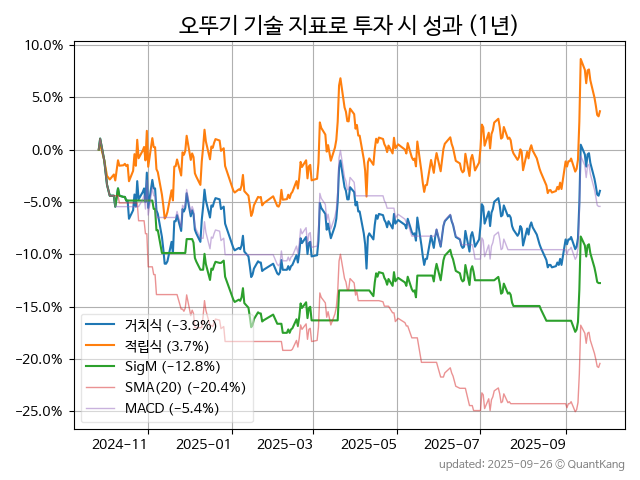 오뚜기 기술 지표로 투자 시 성과 (1년)
10.0%
5.0%
0.0%
−5.0%
−10.0%
−15.0%
−20.0%
−25.0%
거치식 (−3.9%)
적립식 (3.7%)
SigM (−12.8%)
SMA(20) (−20.4%)
MACD (−5.4%)
2024-11 2025-01 2025-03 2025-05 2025-07 2025-09
updated: 2025-09-26 © QuantKang